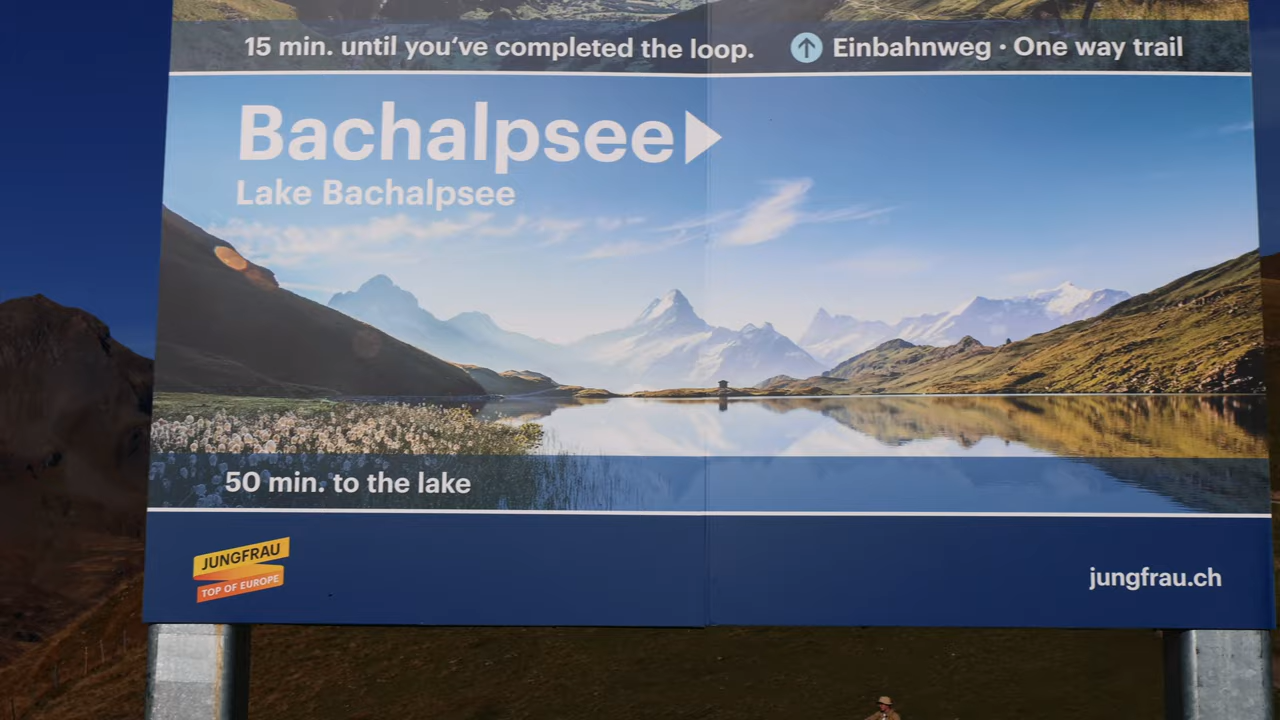 15 min. until you've completed the loop.
Einbahnweg · One way trail
Bachalpsee
Lake Bachalpsee
50 min. to the lake
JUNGFRAU
TOP OF EUROPE
jungfrau.ch